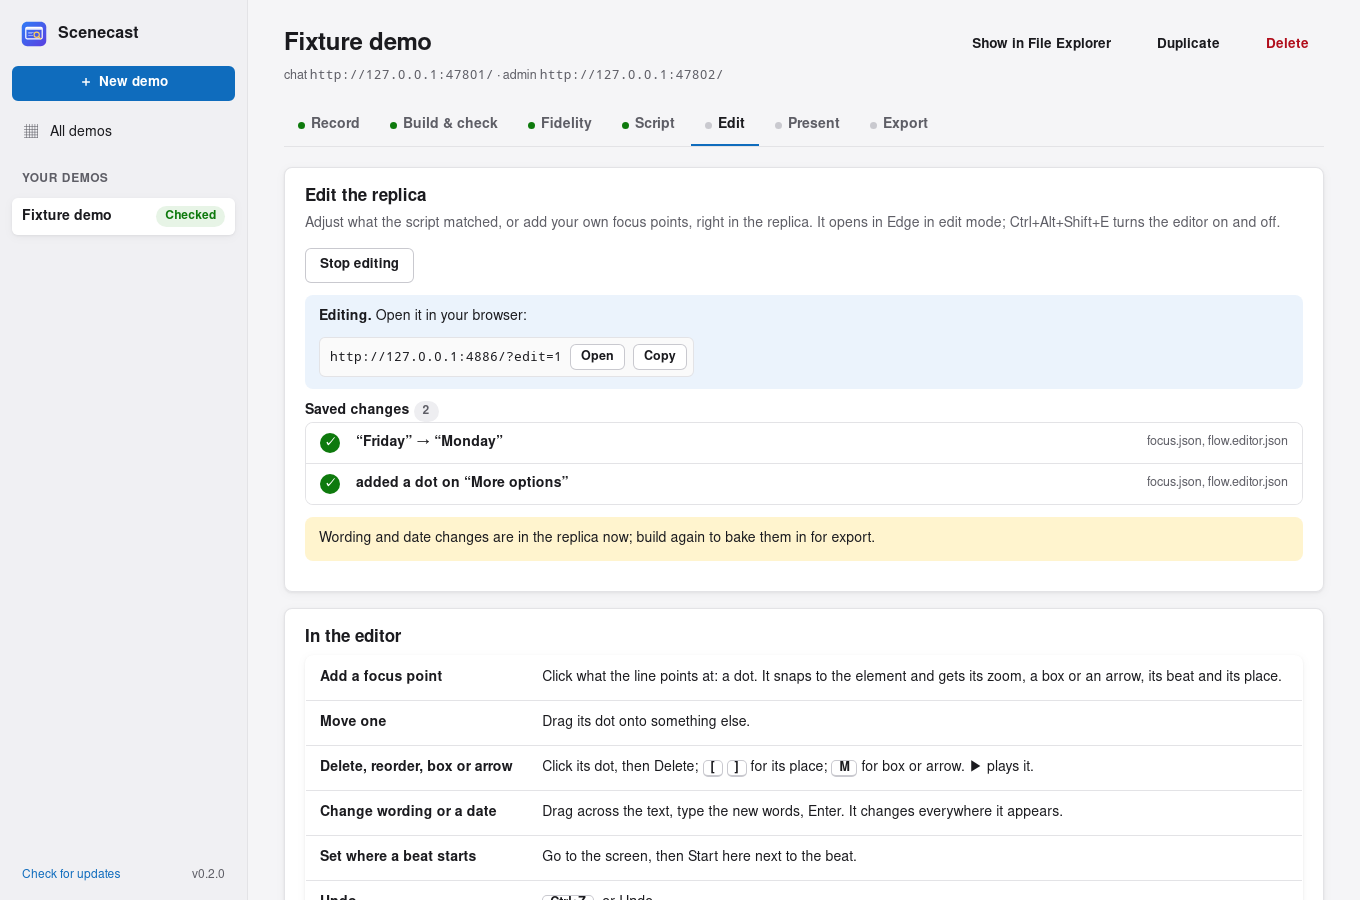 Scenecast
+ New demo
All demos
YOUR DEMOS
Fixture demo Checked
Check for updates v0.2.0
Fixture demo
Show in File Explorer Duplicate Delete
chat http://127.0.0.1:47801/ · admin http://127.0.0.1:47802/
Record Build & check Fidelity Script Edit Present Export
Edit the replica
Adjust what the script matched, or add your own focus points, right in the replica. It opens in Edge in edit mode; Ctrl+Alt+Shift+E turns the editor on and off.
Stop editing
Editing. Open it in your browser:
http://127.0.0.1:4886/?edit=1 Open Copy
Saved changes 2
“Friday” → “Monday” focus.json, flow.editor.json
added a dot on “More options” focus.json, flow.editor.json
Wording and date changes are in the replica now; build again to bake them in for export.
In the editor
Add a focus point Click what the line points at: a dot. It snaps to the element and gets its zoom, a box or an arrow, its beat and its place.
Move one Drag its dot onto something else.
Delete, reorder, box or arrow Click its dot, then Delete; [ ] for its place; M for box or arrow. ▶ plays it.
Change wording or a date Drag across the text, type the new words, Enter. It changes everywhere it appears.
Set where a beat starts Go to the screen, then Start here next to the beat.
Undo Ctrl+Z or Undo